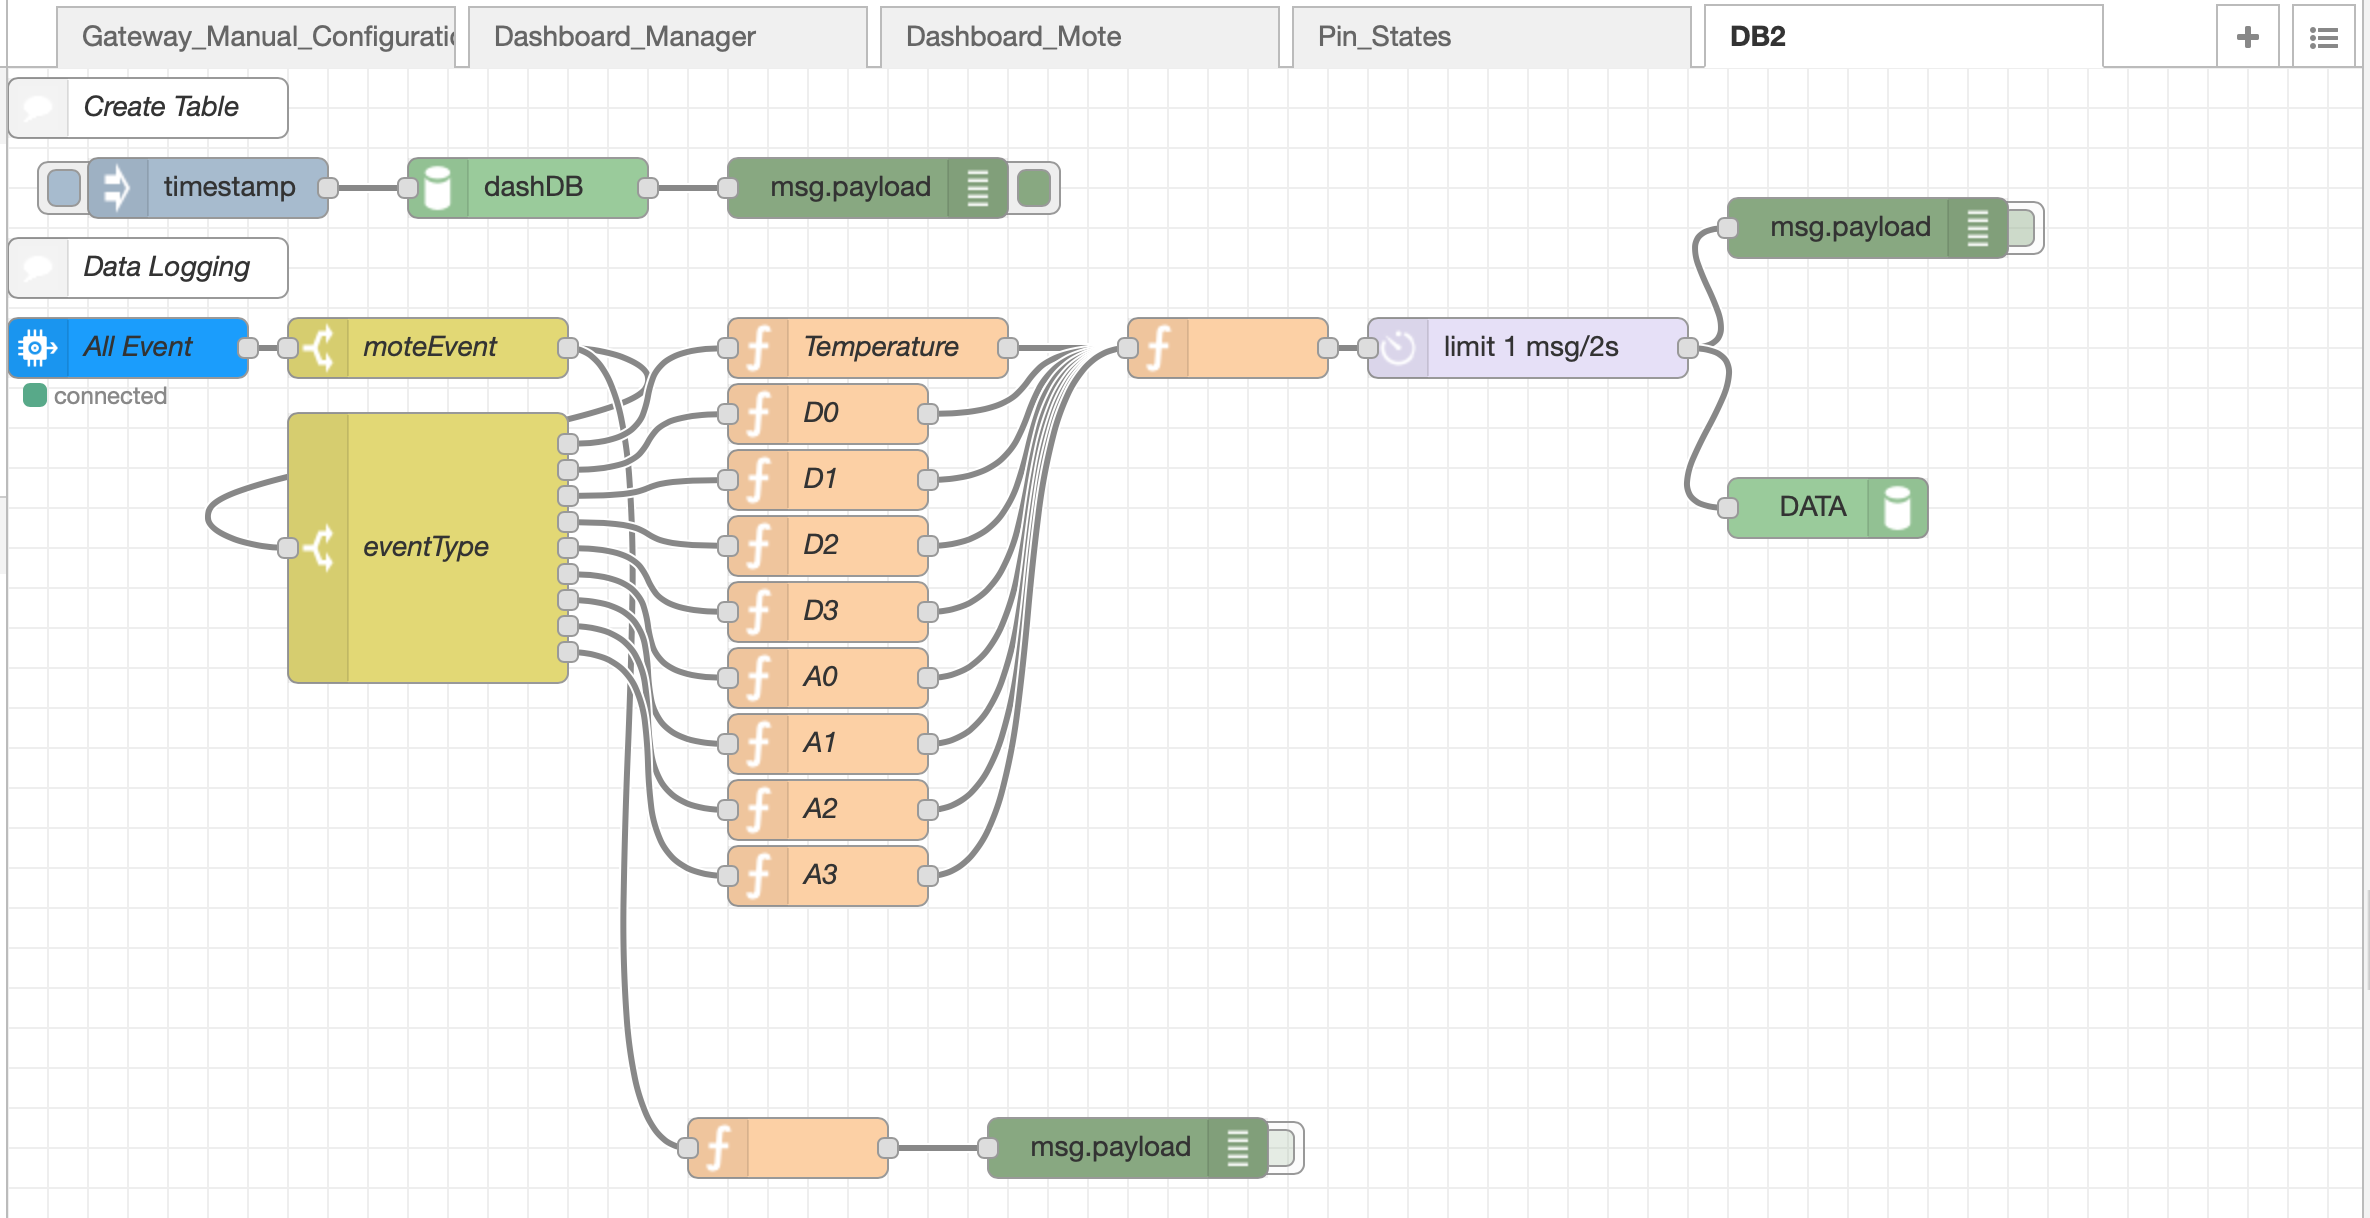 Gateway_Manual_Configuratio
Dashboard_Manager
Dashboard_Mote
Pin_States
DB2
Create Table
timestamp
dashDB
msg.payload
msg.payload
Data Logging
All Event
moteEvent
Temperature
limit 1 msg/2s
connected
D0
D1
DATA
eventType
D2
D3
A0
A1
A2
A3
msg.payload